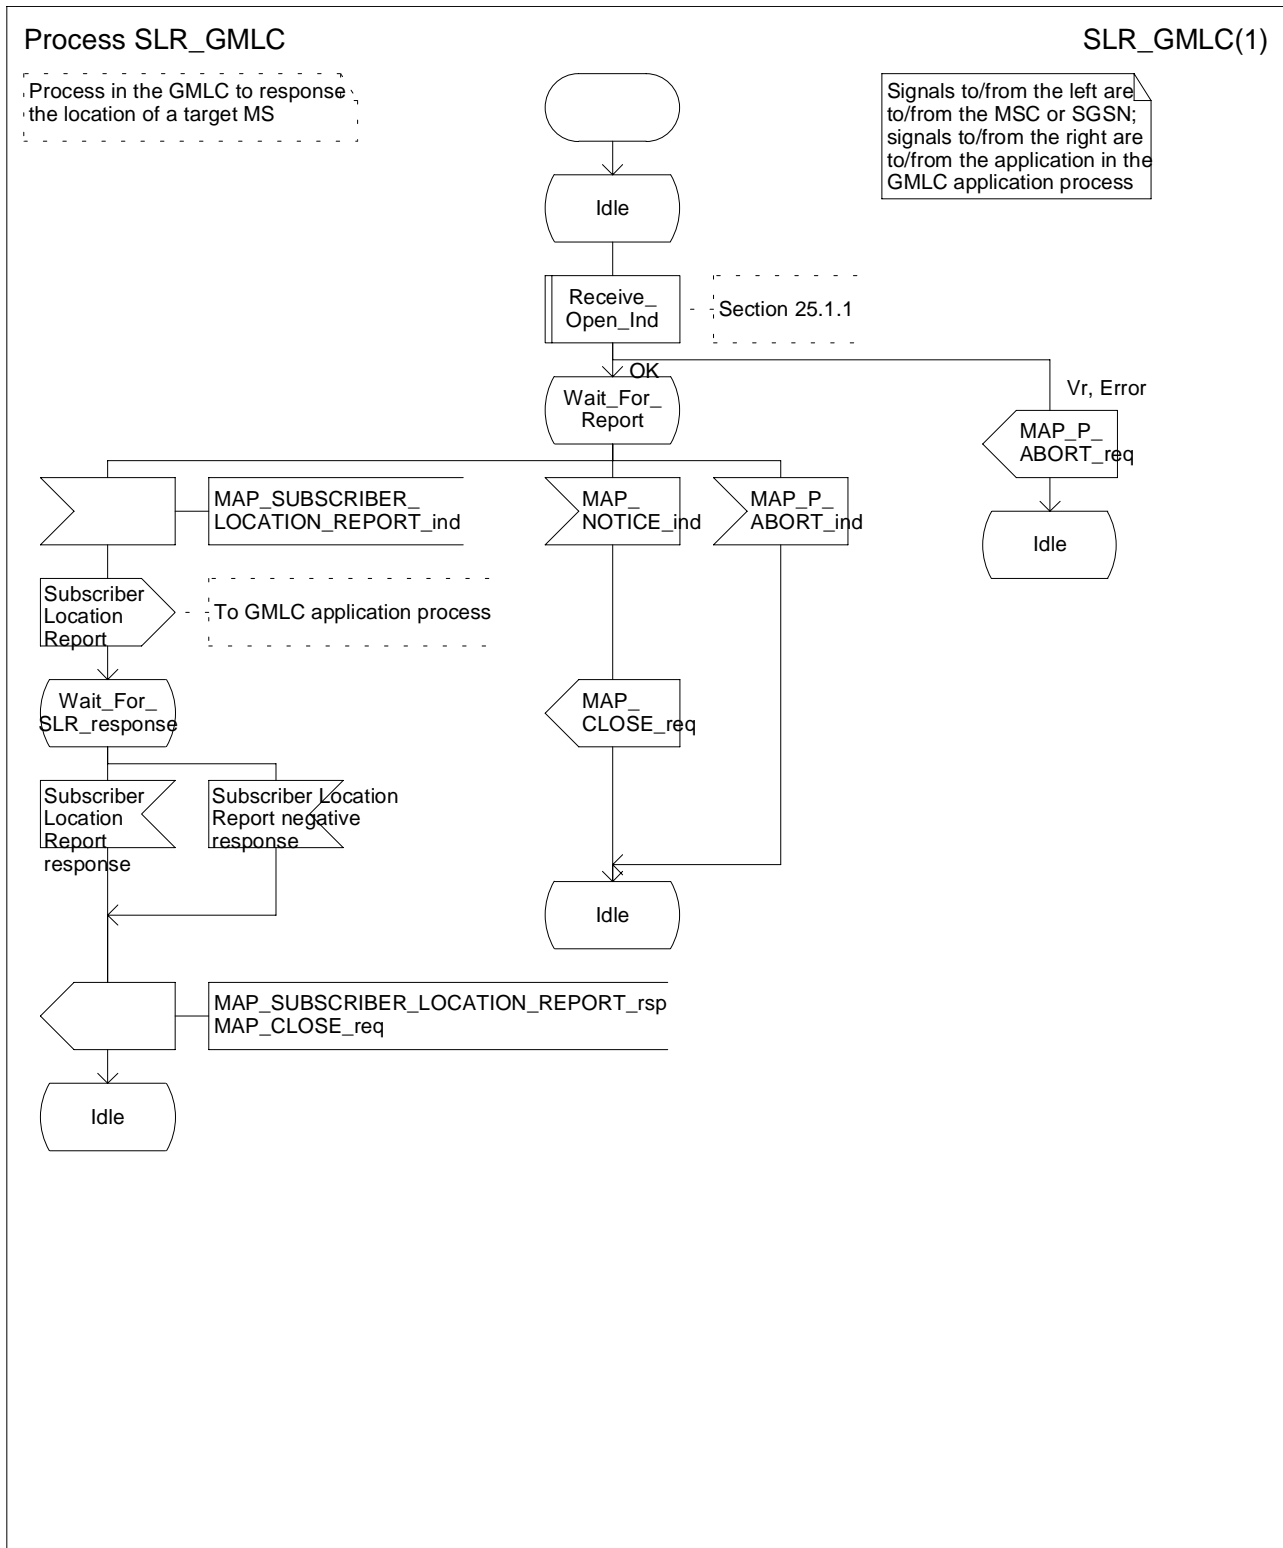 Process SLR_GMLC
SLR_GMLC(1)
Process in the GMLC to response
the location of a target MS
Signals to/from the left are
to/from the MSC or SGSN;
signals to/from the right are
to/from the application in the
GMLC application process
Idle
Receive_
Open_Ind
Section 25.1.1
OK
Vr, Error
Wait_For_
Report
MAP_P_
ABORT_req
Idle
MAP_SUBSCRIBER_
LOCATION_REPORT_ind
MAP_
NOTICE_ind
MAP_P_
ABORT_ind
Subscriber
Location
Report
To GMLC application process
Wait_For_
SLR_response
MAP_
CLOSE_req
Subscriber
Location
Report
response
Subscriber Location
Report negative
response
Idle
MAP_SUBSCRIBER_LOCATION_REPORT_rsp
MAP_CLOSE_req
Idle